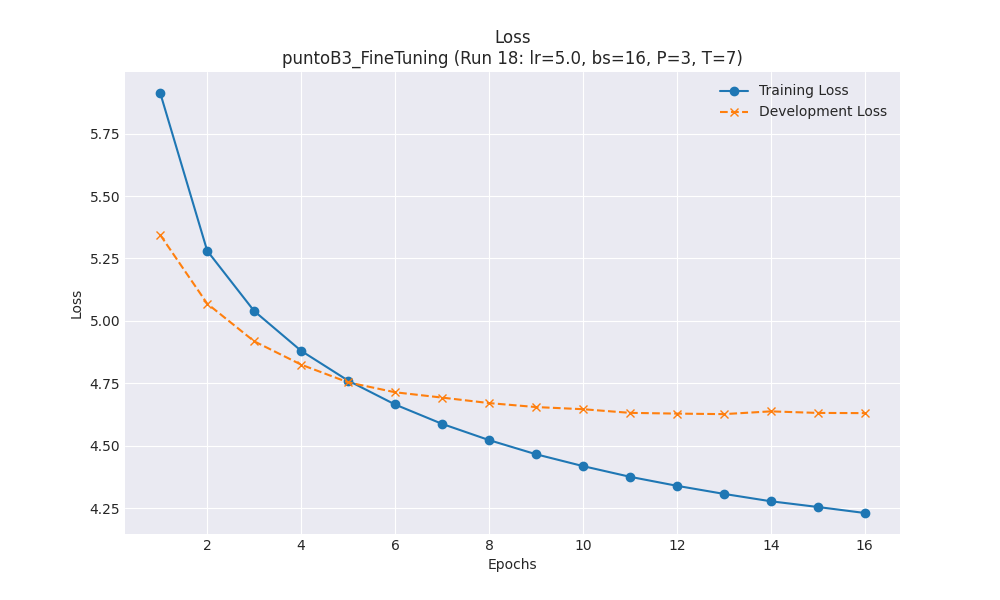 Loss
puntoB3_FineTuning (Run 18: lr=5.0, bs=16, P=3, T=7)
Training Loss
Development Loss
5.75
5.50
5.25
5.00
4.75
4.50
4.25
Loss
2 4 6 8 10 12 14 16
Epochs